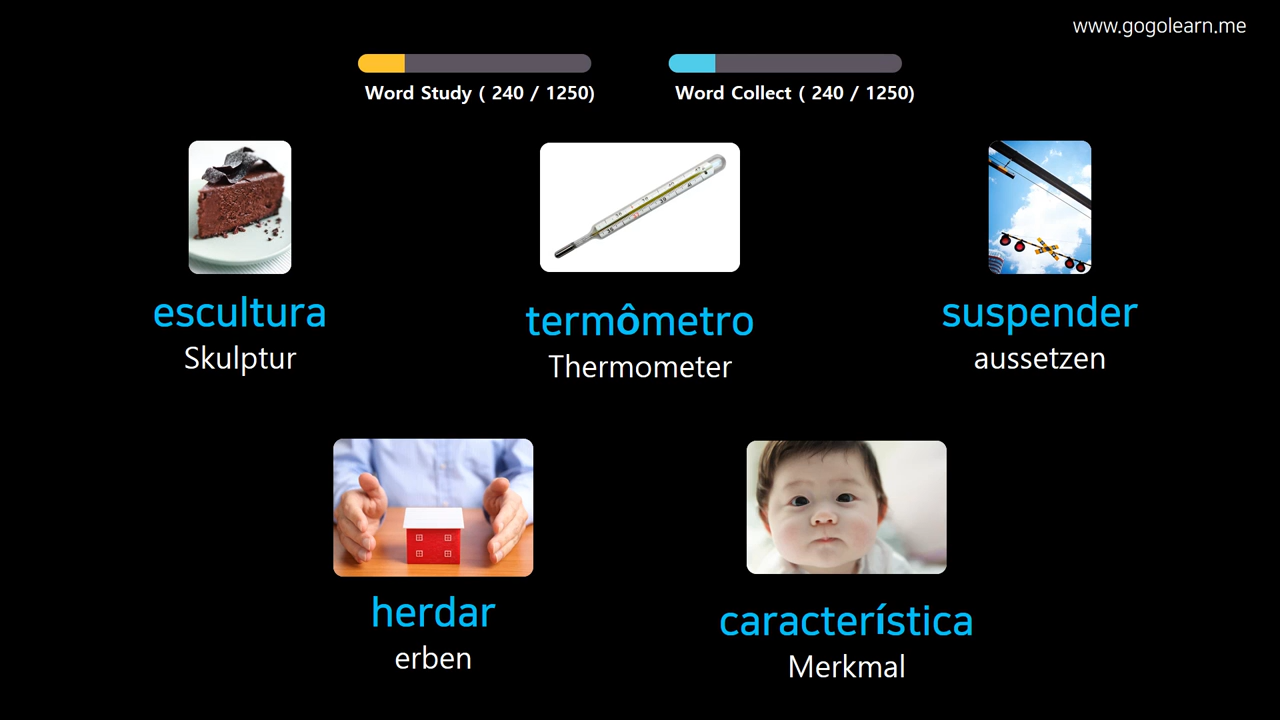 www.gogolearn.me
Word Study ( 240 / 1250)
Word Collect ( 240 / 1250)
escultura
Skulptur
termômetro
Thermometer
suspender
aussetzen
herdar
erben
característica
Merkmal